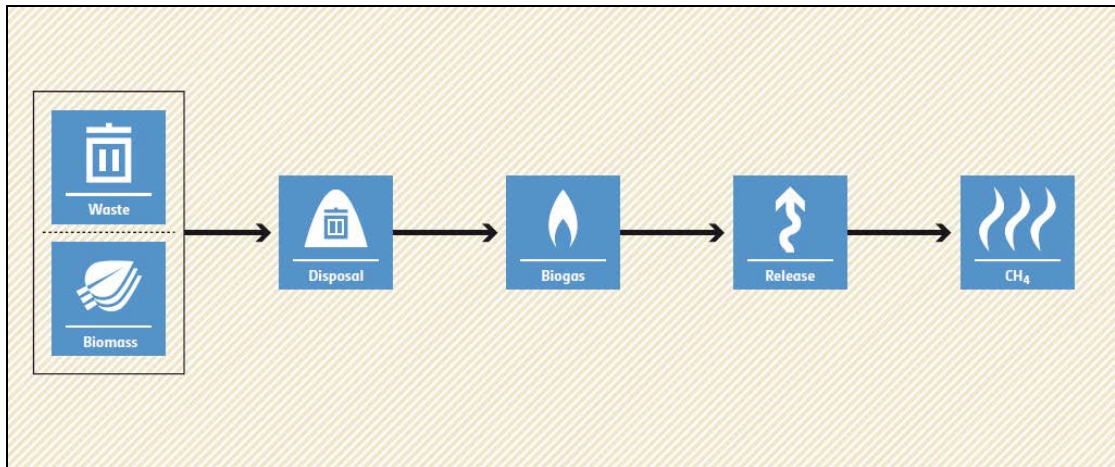 Waste
Biomass
Disposal
Biogas
Release
CH₄